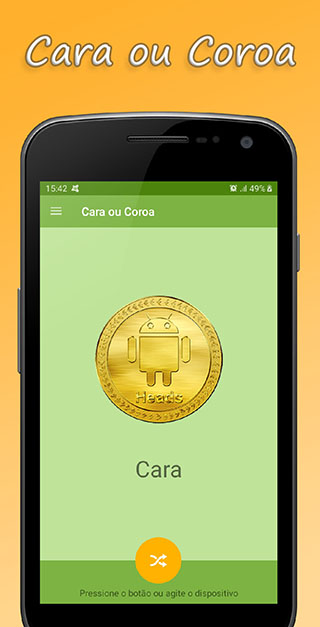 Cara ou Coroa
15:42
49%
Cara ou Coroa
Heads
Cara
Pressione o botão ou agite o dispositivo